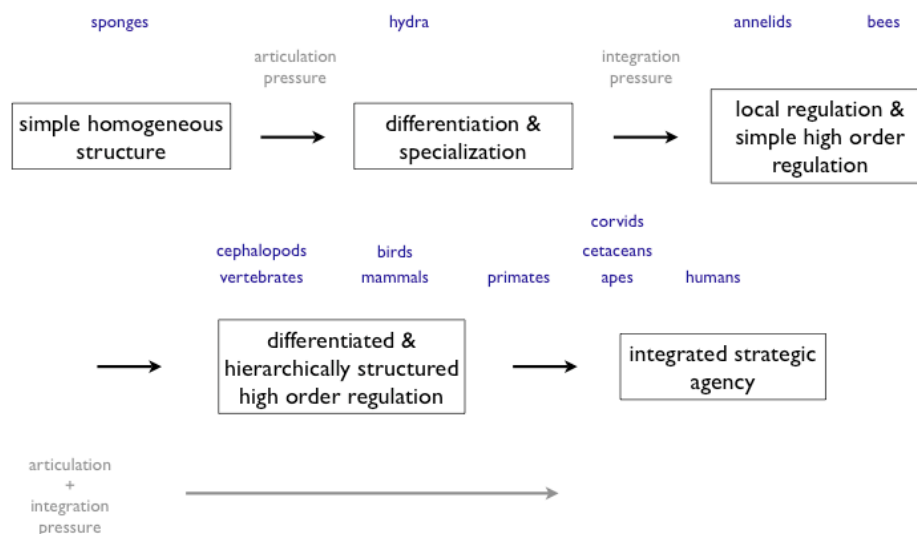 sponges hydra annelids bees
articulation
pressure
integration
pressure
simple homogeneous
structure
differentiation &
specialization
local regulation &
simple high order
regulation
corvids
cephalopods birds cetaceans
vertebrates mammals primates apes humans
differentiated &
hierarchically structured
high order regulation
integrated strategic
agency
articulation
+
integration
pressure